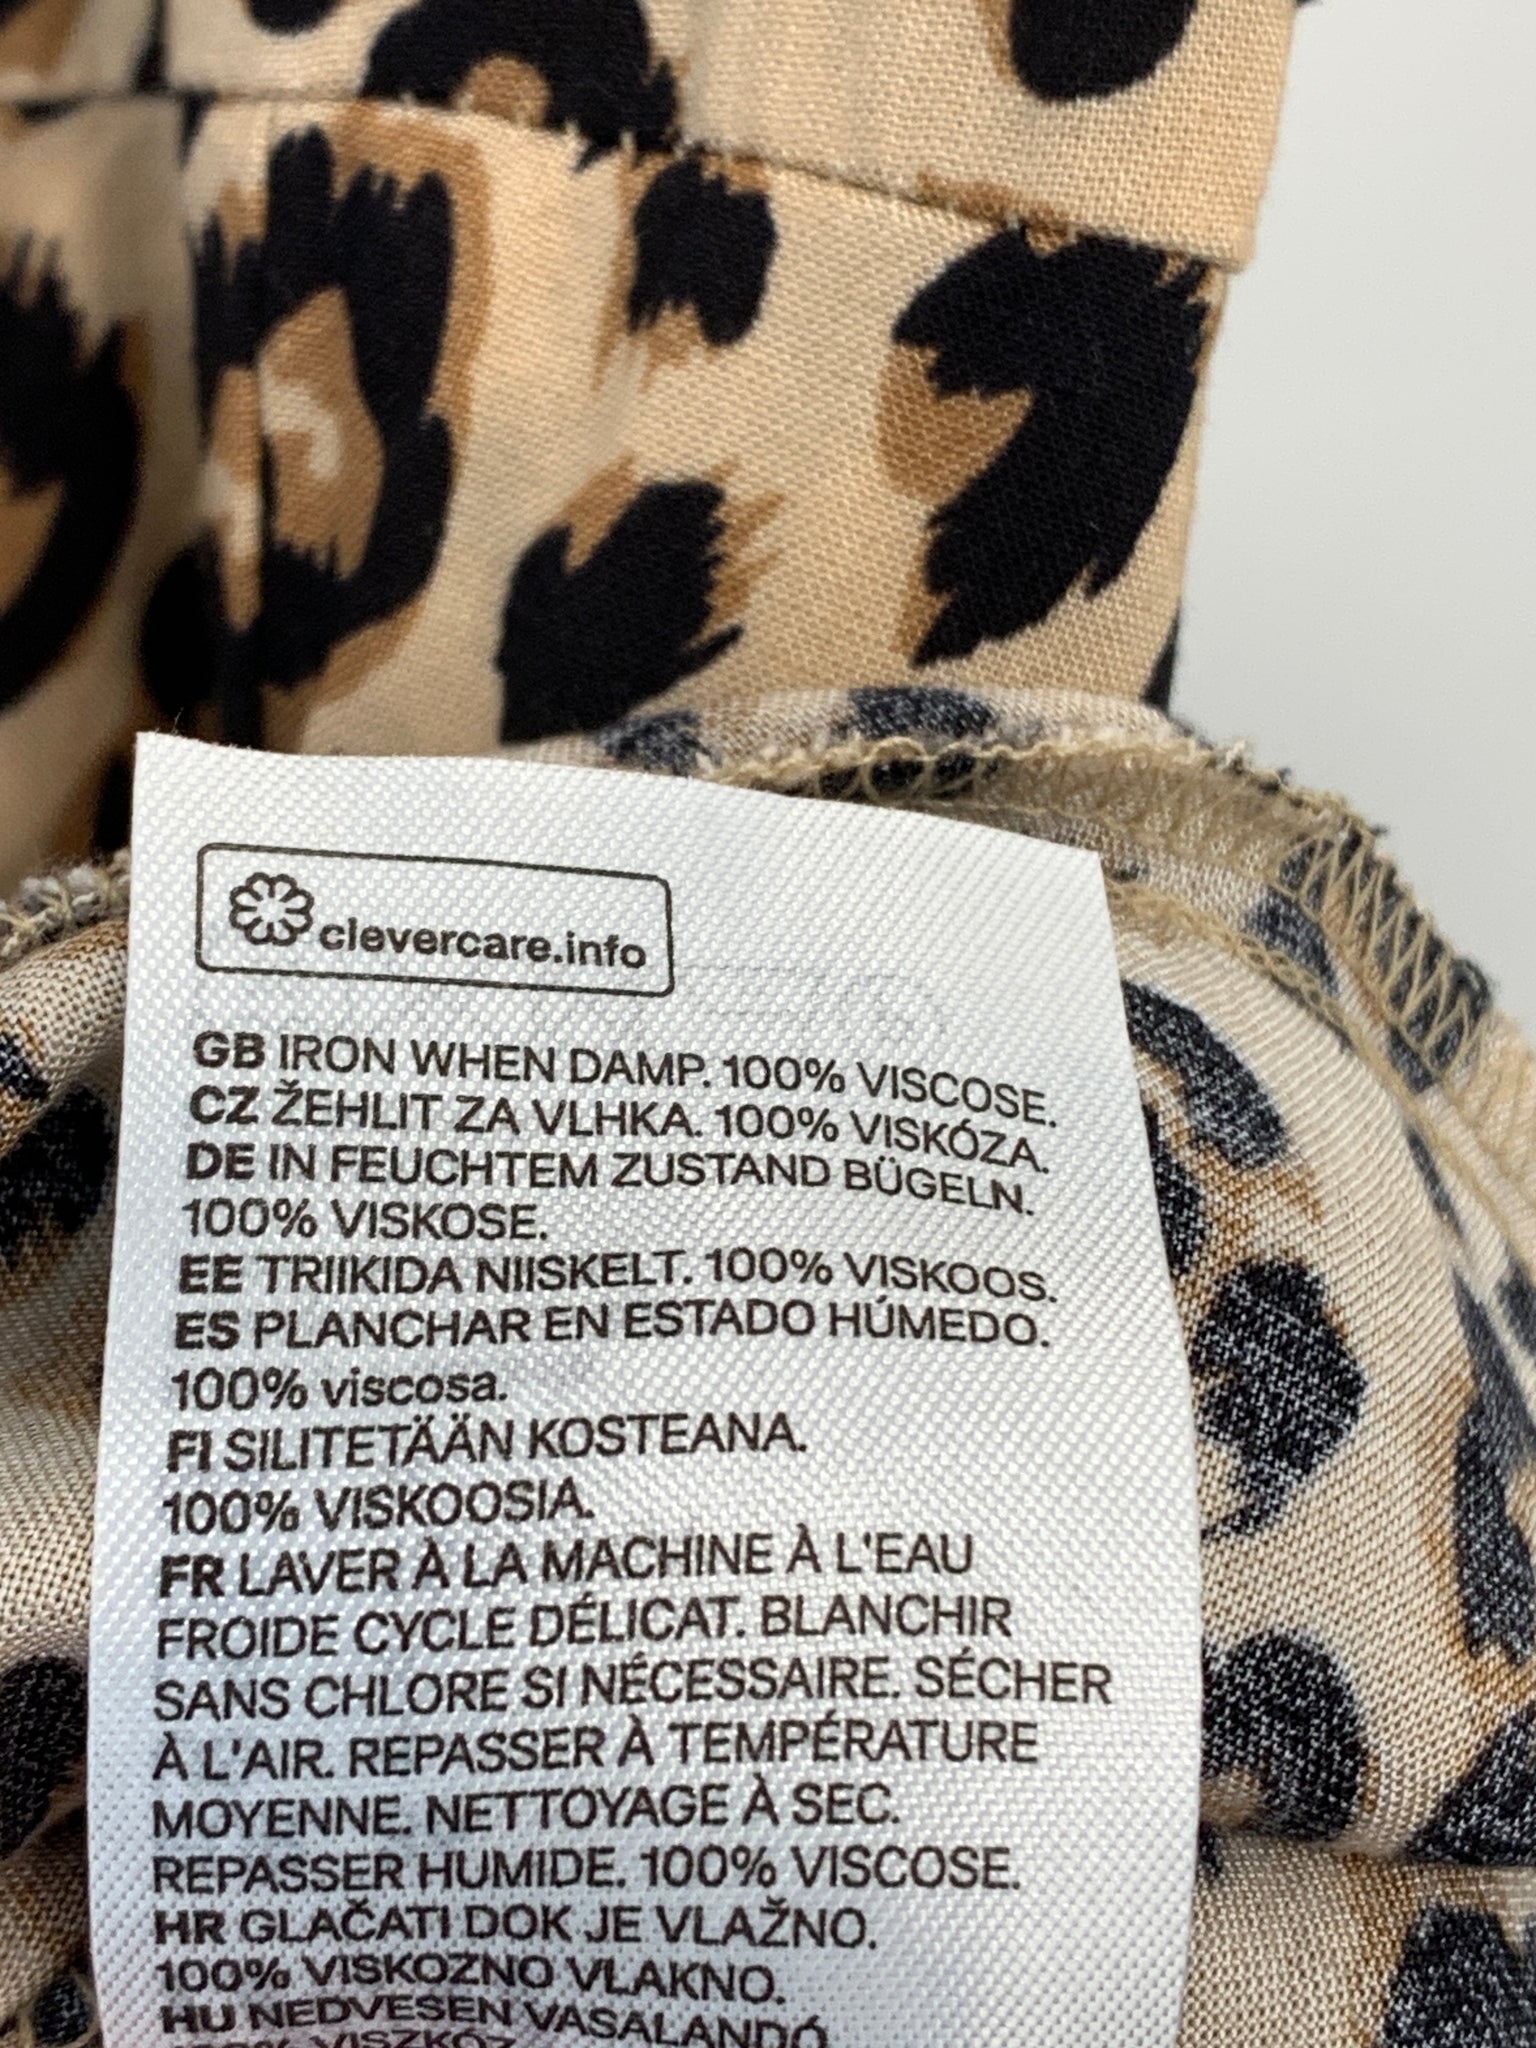 clevercare.info
GB IRON WHEN DAMP. 100% VISCOSE.
CZ ŽEHLIT ZA VLHKA. 100% VISKÓZA.
DE IN FEUCHTEM ZUSTAND BÜGELN.
100% VISKOSE.
EE TRIIKIDA NIISKELT. 100% VISKOOS.
ES PLANCHAR EN ESTADO HÚMEDO.
100% viscosa.
FI SILITETÄÄN KOSTEANA.
100% VISKOOSIA.
FR LAVER À LA MACHINE À L'EAU
FROIDE CYCLE DÉLICAT. BLANCHIR
SANS CHLORE SI NÉCESSAIRE. SÉCHER
À L'AIR. REPASSER À TEMPÉRATURE
MOYENNE. NETTOYAGE À SEC.
REPASSER HUMIDE. 100% VISCOSE.
HR GLAČATI DOK JE VLAŽNO.
100% VISKOZNO VLAKNO.
HU NEDVESEN VASALANDÓ
100% VISZKÓZ